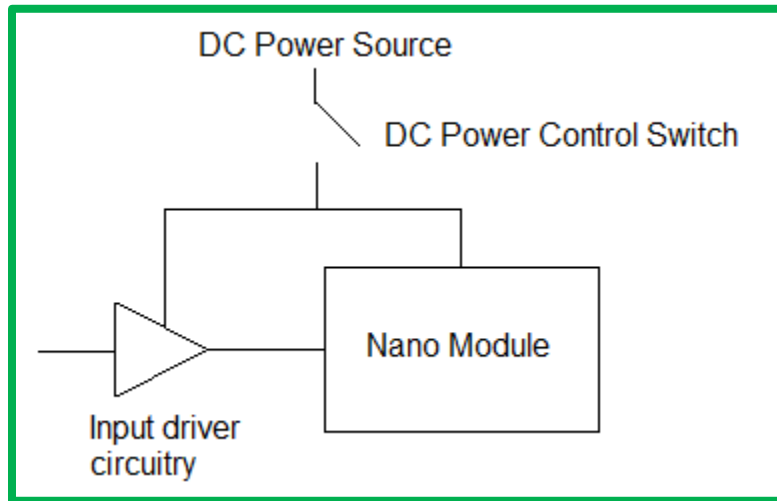 DC Power Source
DC Power Control Switch
Nano Module
Input driver
circuitry